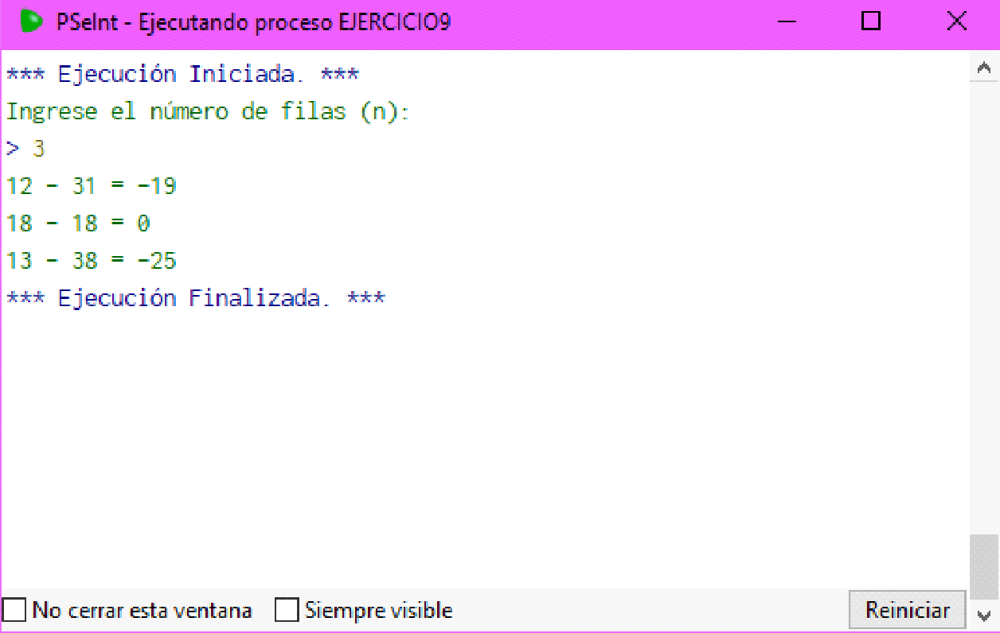 PSeInt - Ejecutando proceso EJERCICIO9
*** Ejecución Iniciada. ***
Ingrese el número de filas (n):
> 3
12 - 31 = -19
18 - 18 = 0
13 - 38 = -25
*** Ejecución Finalizada. ***
No cerrar esta ventana Siempre visible Reiniciar